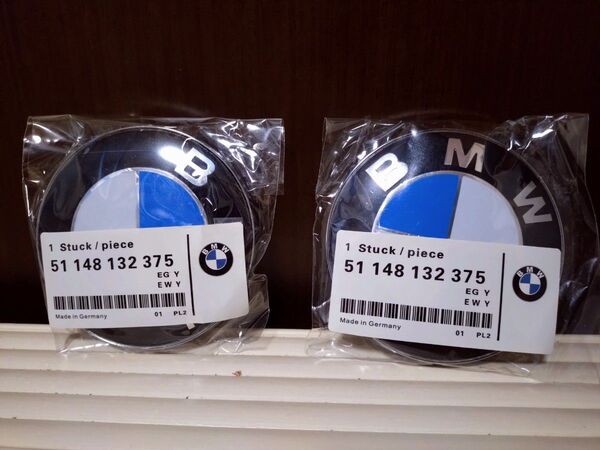 B
1 Stuck / piece
51 148 132 375
EG Y
EW Y
Made in Germany 01 PL2
BMW
BMW
1 Stuck / piece
51 148 132 375
EG Y
EW Y
Made in Germany 01 PL2
BMW